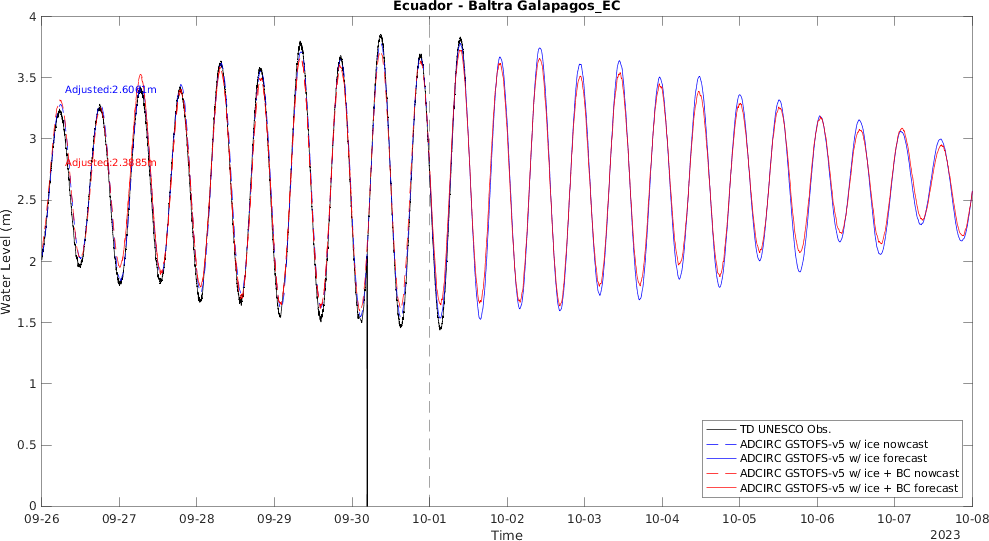 Ecuador - Baltra Galapagos_EC
4
3.5
3
2.5
2
1.5
1
0.5
0
Water Level (m)
Adjusted:2.6061m
Adjusted:2.3885m
TD UNESCO Obs.
ADCIRC GSTOFS-v5 w/ ice nowcast
ADCIRC GSTOFS-v5 w/ ice forecast
ADCIRC GSTOFS-v5 w/ ice + BC nowcast
ADCIRC GSTOFS-v5 w/ ice + BC forecast
09-26 09-27 09-28 09-29 09-30 10-01 10-02 10-03 10-04 10-05 10-06 10-07 10-08
Time
2023